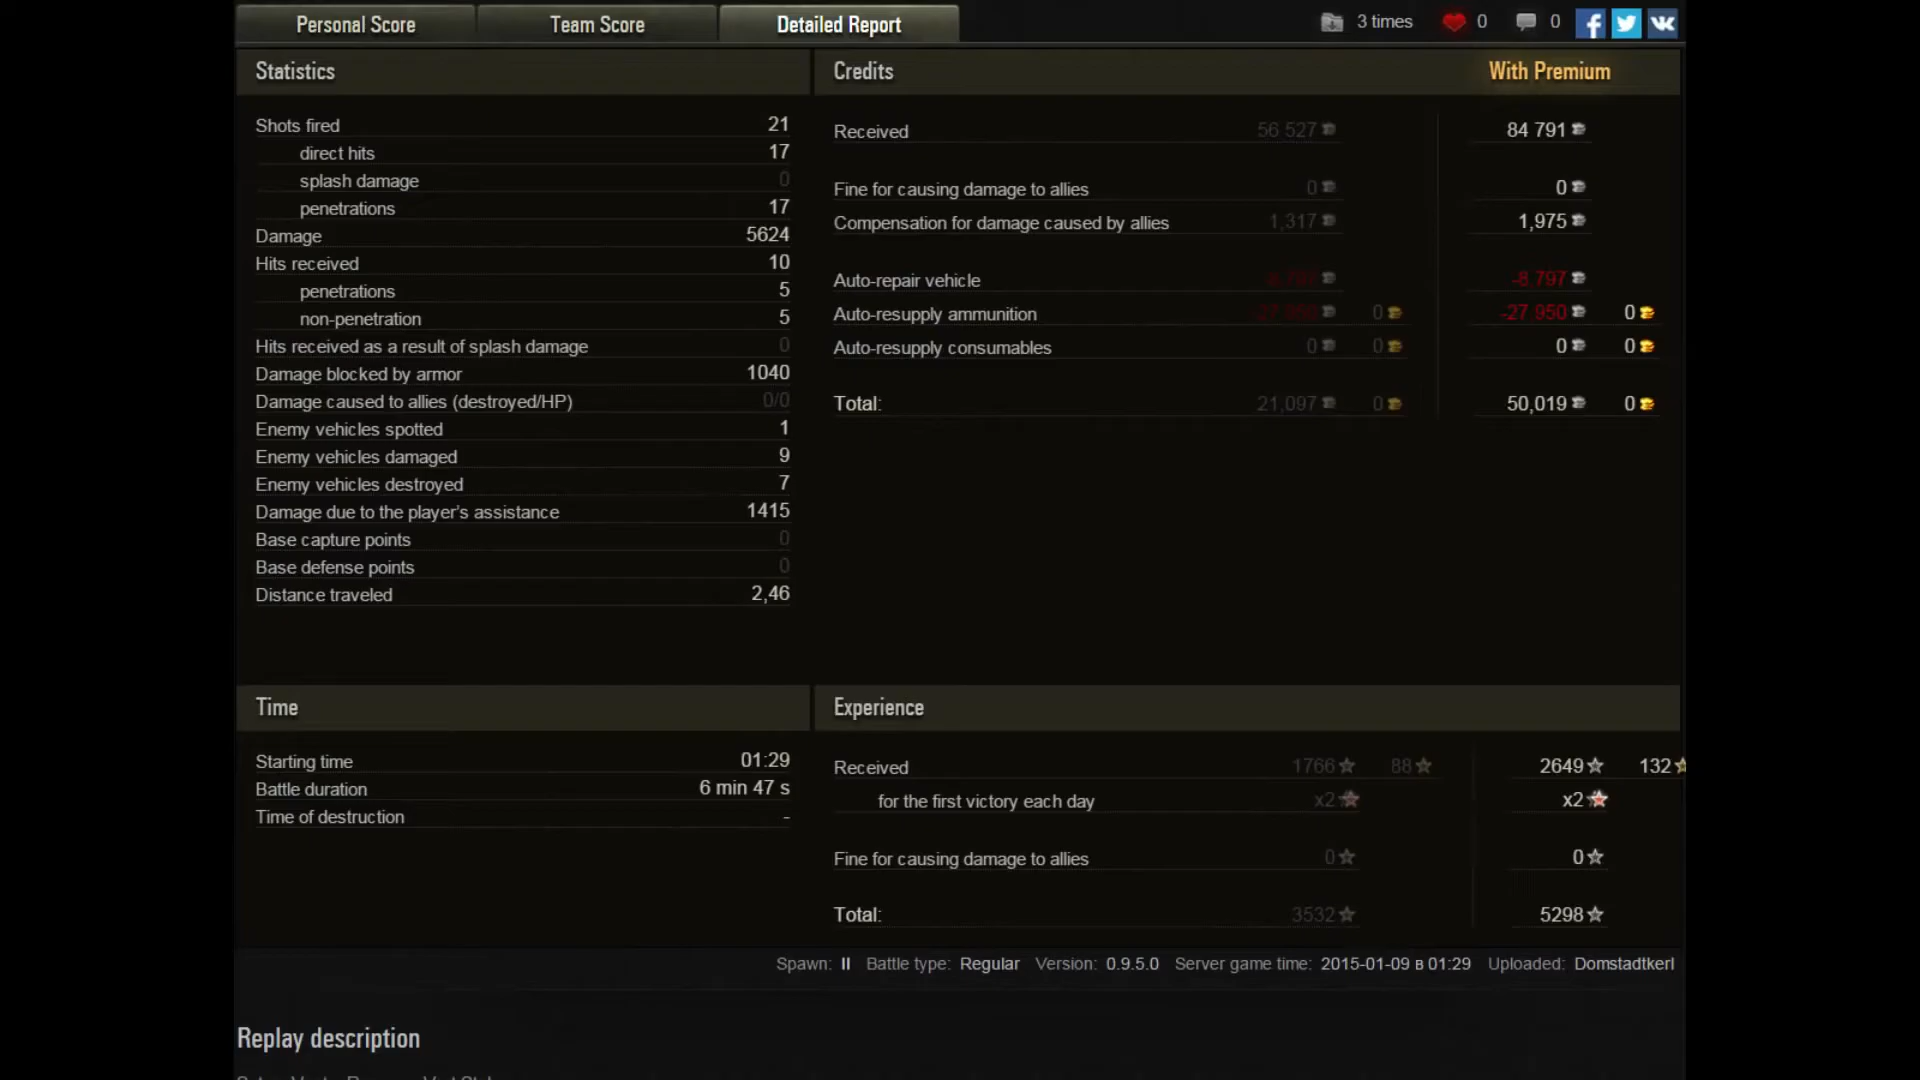 Personal Score Team Score Detailed Report 3 times 0 0
Statistics
Shots fired 21
direct hits 17
splash damage 0
penetrations 17
Damage 5624
Hits received 10
penetrations 5
non-penetration 5
Hits received as a result of splash damage 0
Damage blocked by armor 1040
Damage caused to allies (destroyed/HP) 0/0
Enemy vehicles spotted 1
Enemy vehicles damaged 9
Enemy vehicles destroyed 7
Damage due to the player's assistance 1415
Base capture points 0
Base defense points 0
Distance traveled 2,46
Credits With Premium
Received 56 527 84 791
Fine for causing damage to allies 0 0
Compensation for damage caused by allies 1,317 1,975
Auto-repair vehicle -8,797
Auto-resupply ammunition 0 -27 950 0
Auto-resupply consumables 0 0 0 0
Total: 21,097 0 50,019 0
Time
Starting time 01:29
Battle duration 6 min 47 s
Time of destruction -
Experience
Received 1766 88 2649 132
for the first victory each day x2 x2
Fine for causing damage to allies 0 0
Total: 3532 5298
Spawn: II Battle type: Regular Version: 0.9.5.0 Server game time: 2015-01-09 в 01:29 Uploaded: Domstadtkerl
Replay description